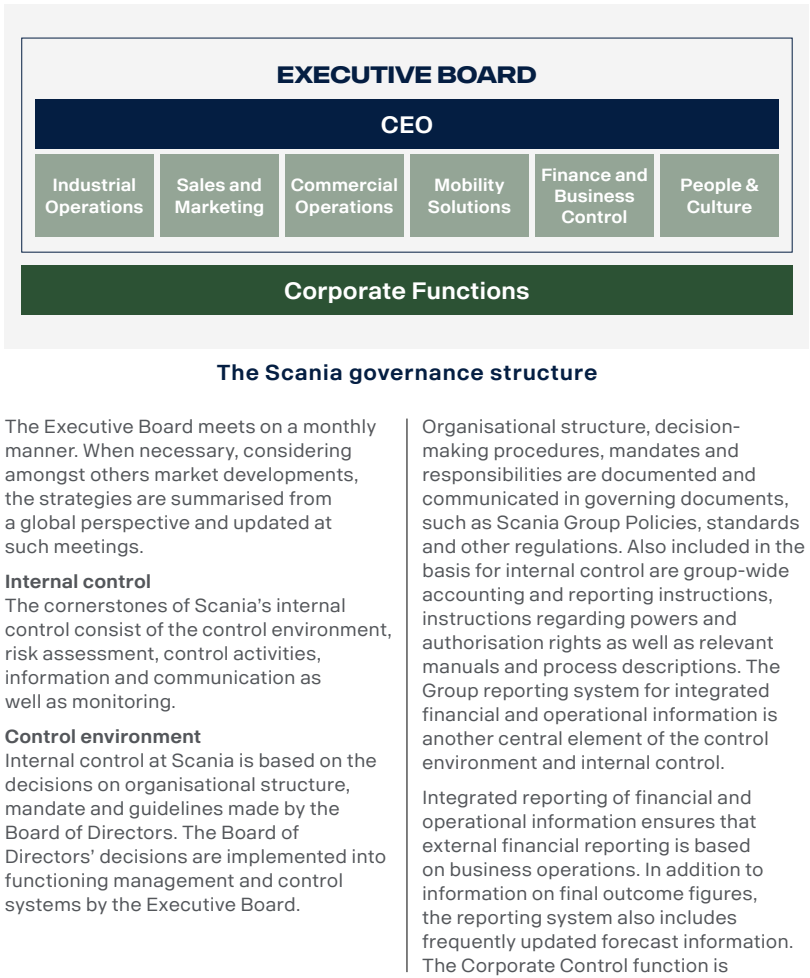 EXECUTIVE BOARD
CEO
Industrial
Operations
Sales and
Marketing
Commercial
Operations
Mobility
Solutions
Finance and
Business
Control
People &
Culture
Corporate Functions
The Scania governance structure
The Executive Board meets on a monthly
manner. When necessary, considering
amongst others market developments,
the strategies are summarised from
a global perspective and updated at
such meetings.
Internal control
The cornerstones of Scania’s internal
control consist of the control environment,
risk assessment, control activities,
information and communication as
well as monitoring.
Control environment
Internal control at Scania is based on the
decisions on organisational structure,
mandate and guidelines made by the
Board of Directors. The Board of
Directors’ decisions are implemented into
functioning management and control
systems by the Executive Board.
Organisational structure, decision-
making procedures, mandates and
responsibilities are documented and
communicated in governing documents,
such as Scania Group Policies, standards
and other regulations. Also included in the
basis for internal control are group-wide
accounting and reporting instructions,
instructions regarding powers and
authorisation rights as well as relevant
manuals and process descriptions. The
Group reporting system for integrated
financial and operational information is
another central element of the control
environment and internal control.
Integrated reporting of financial and
operational information ensures that
external financial reporting is based
on business operations. In addition to
information on final outcome figures,
the reporting system also includes
frequently updated forecast information.
The Corporate Control function is